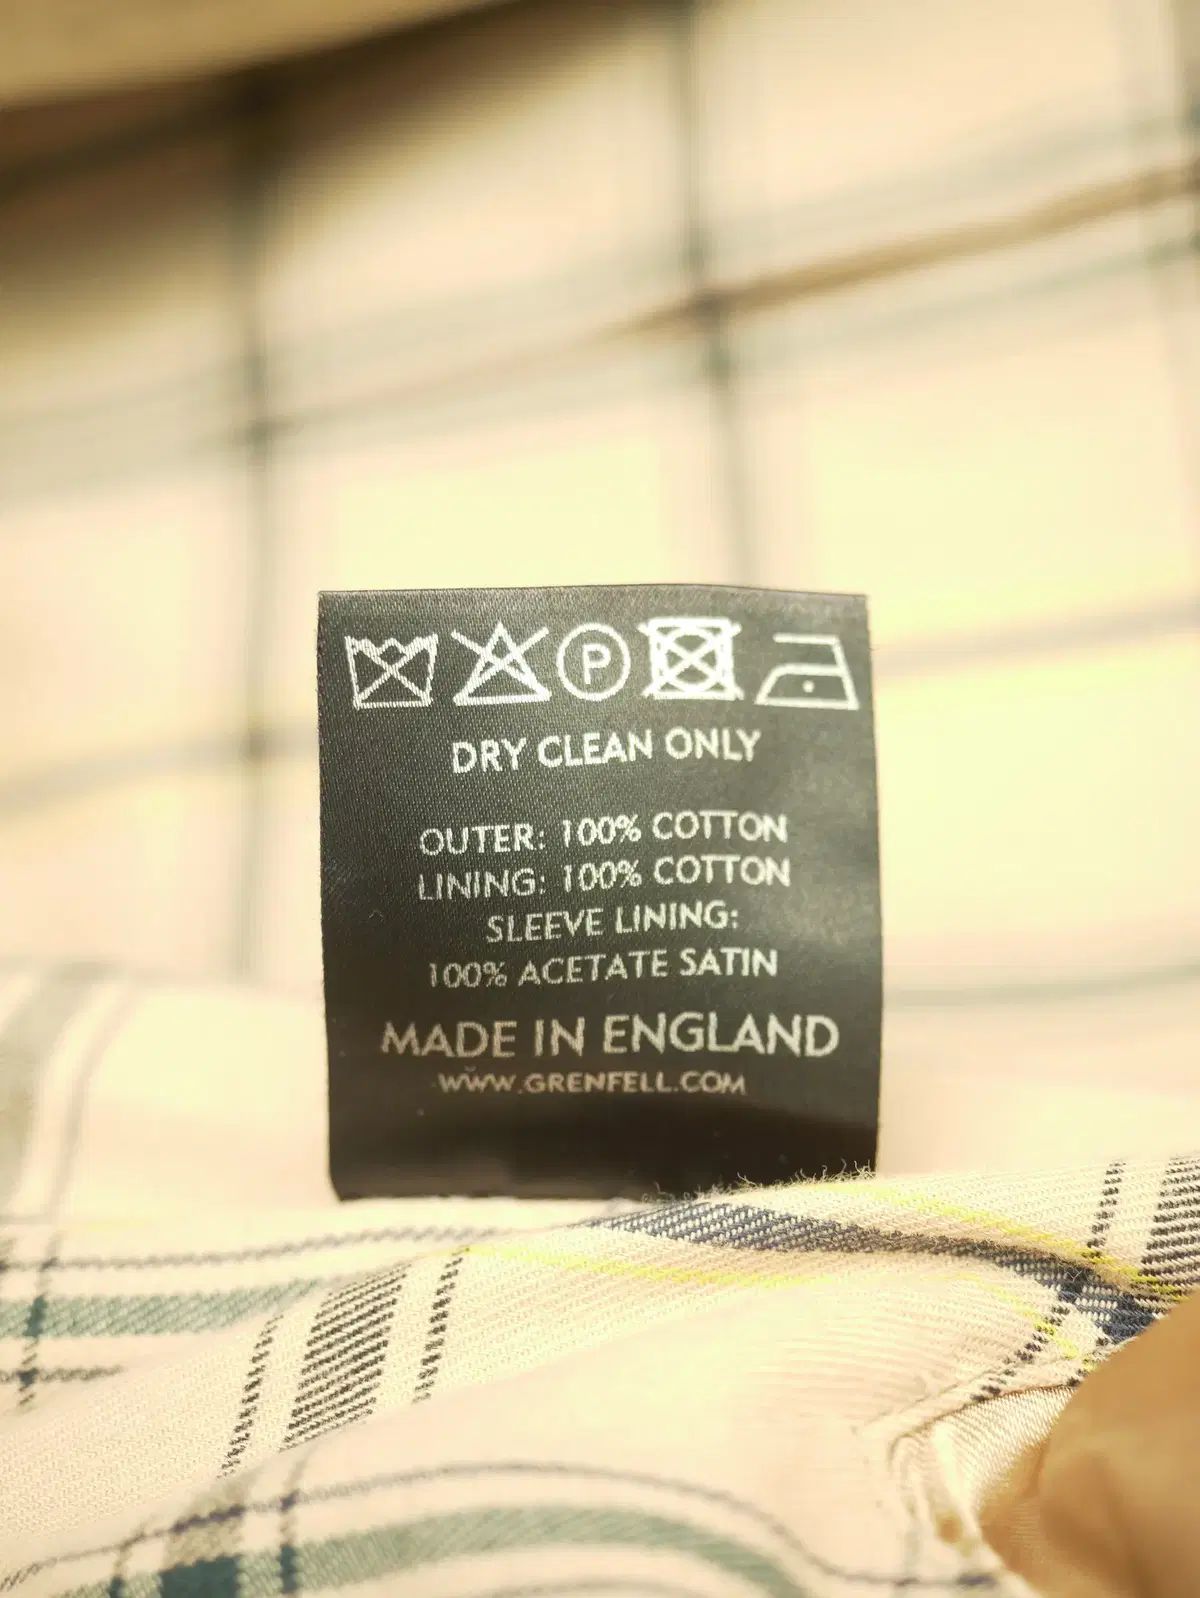 P
DRY CLEAN ONLY
OUTER: 100% COTTON
LINING: 100% COTTON
SLEEVE LINING:
100% ACETATE SATIN
MADE IN ENGLAND
WWW.GRENFELL.COM